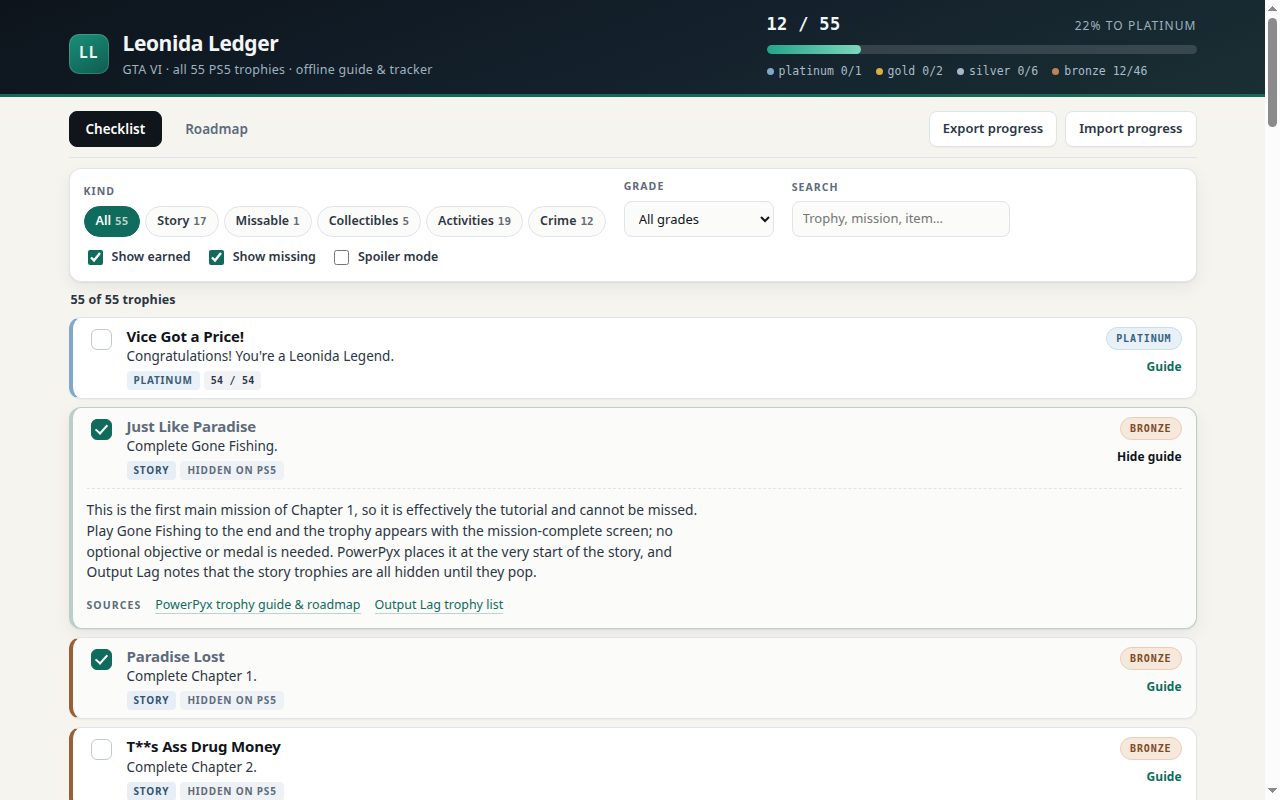 LL
Leonida Ledger
GTA VI · all 55 PS5 trophies · offline guide & tracker
12 / 55
22% TO PLATINUM
platinum 0/1 gold 0/2 silver 0/6 bronze 12/46
Checklist Roadmap
Export progress Import progress
KIND
All 55 Story 17 Missable 1 Collectibles 5 Activities 19 Crime 12
GRADE
All grades
SEARCH
Trophy, mission, item...
Show earned Show missing Spoiler mode
55 of 55 trophies
Vice Got a Price!
Congratulations! You're a Leonida Legend.
PLATINUM 54 / 54
PLATINUM
Guide
Just Like Paradise
Complete Gone Fishing.
STORY HIDDEN ON PS5
BRONZE
Hide guide
This is the first main mission of Chapter 1, so it is effectively the tutorial and cannot be missed.
Play Gone Fishing to the end and the trophy appears with the mission-complete screen; no
optional objective or medal is needed. PowerPyx places it at the very start of the story, and
Output Lag notes that the story trophies are all hidden until they pop.
SOURCES PowerPyx trophy guide & roadmap Output Lag trophy list
Paradise Lost
Complete Chapter 1.
STORY HIDDEN ON PS5
BRONZE
Guide
T**s Ass Drug Money
Complete Chapter 2.
STORY HIDDEN ON PS5
BRONZE
Guide